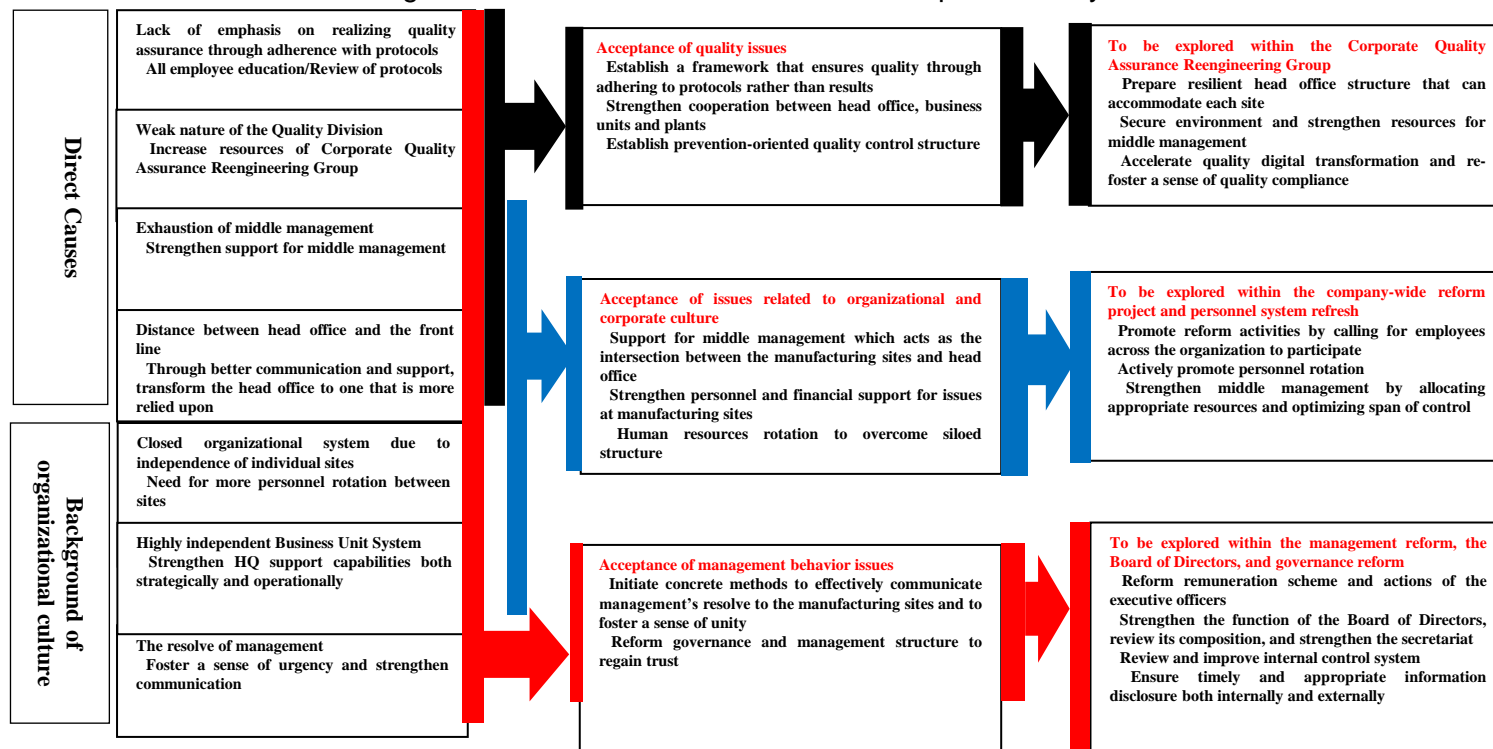 Direct Causes
Lack of emphasis on realizing quality
assurance through adherence with protocols
All employee education/Review of protocols
Weak nature of the Quality Division
Increase resources of Corporate Quality
Assurance Reengineering Group
Exhaustion of middle management
Strengthen support for middle management
Distance between head office and the front
line
Through better communication and support,
transform the head office to one that is more
relied upon
Background of
organizational culture
Closed organizational system due to
independence of individual sites
Need for more personnel rotation between
sites
Highly independent Business Unit System
Strengthen HQ support capabilities both
strategically and operationally
The resolve of management
Foster a sense of urgency and strengthen
communication
Acceptance of quality issues
Establish a framework that ensures quality through
adhering to protocols rather than results
Strengthen cooperation between head office, business
units and plants
Establish prevention-oriented quality control structure
To be explored within the Corporate Quality
Assurance Reengineering Group
Prepare resilient head office structure that can
accommodate each site
Secure environment and strengthen resources for
middle management
Accelerate quality digital transformation and re-
foster a sense of quality compliance
Acceptance of issues related to organizational and
corporate culture
Support for middle management which acts as the
intersection between the manufacturing sites and head
office
Strengthen personnel and financial support for issues
at manufacturing sites
Human resources rotation to overcome siloed
structure
To be explored within the company-wide reform
project and personnel system refresh
Promote reform activities by calling for employees
across the organization to participate
Actively promote personnel rotation
Strengthen middle management by allocating
appropriate resources and optimizing span of control
Acceptance of management behavior issues
Initiate concrete methods to effectively communicate
management's resolve to the manufacturing sites and to
foster a sense of unity
Reform governance and management structure to
regain trust
To be explored within the management reform, the
Board of Directors, and governance reform
Reform remuneration scheme and actions of the
executive officers
Strengthen the function of the Board of Directors,
review its composition, and strengthen the secretariat
Review and improve internal control system
Ensure timely and appropriate information
disclosure both internally and externally